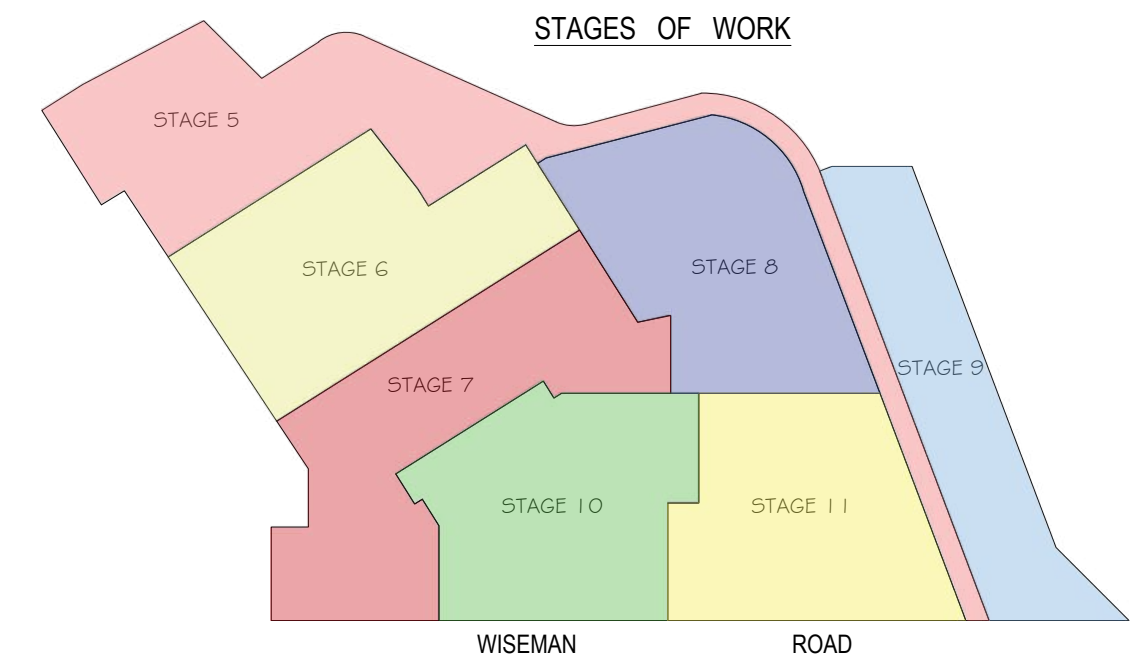 STAGES OF WORK
STAGE 5
STAGE 6
STAGE 8
STAGE 9
STAGE 7
STAGE 10
STAGE 11
WISEMAN ROAD